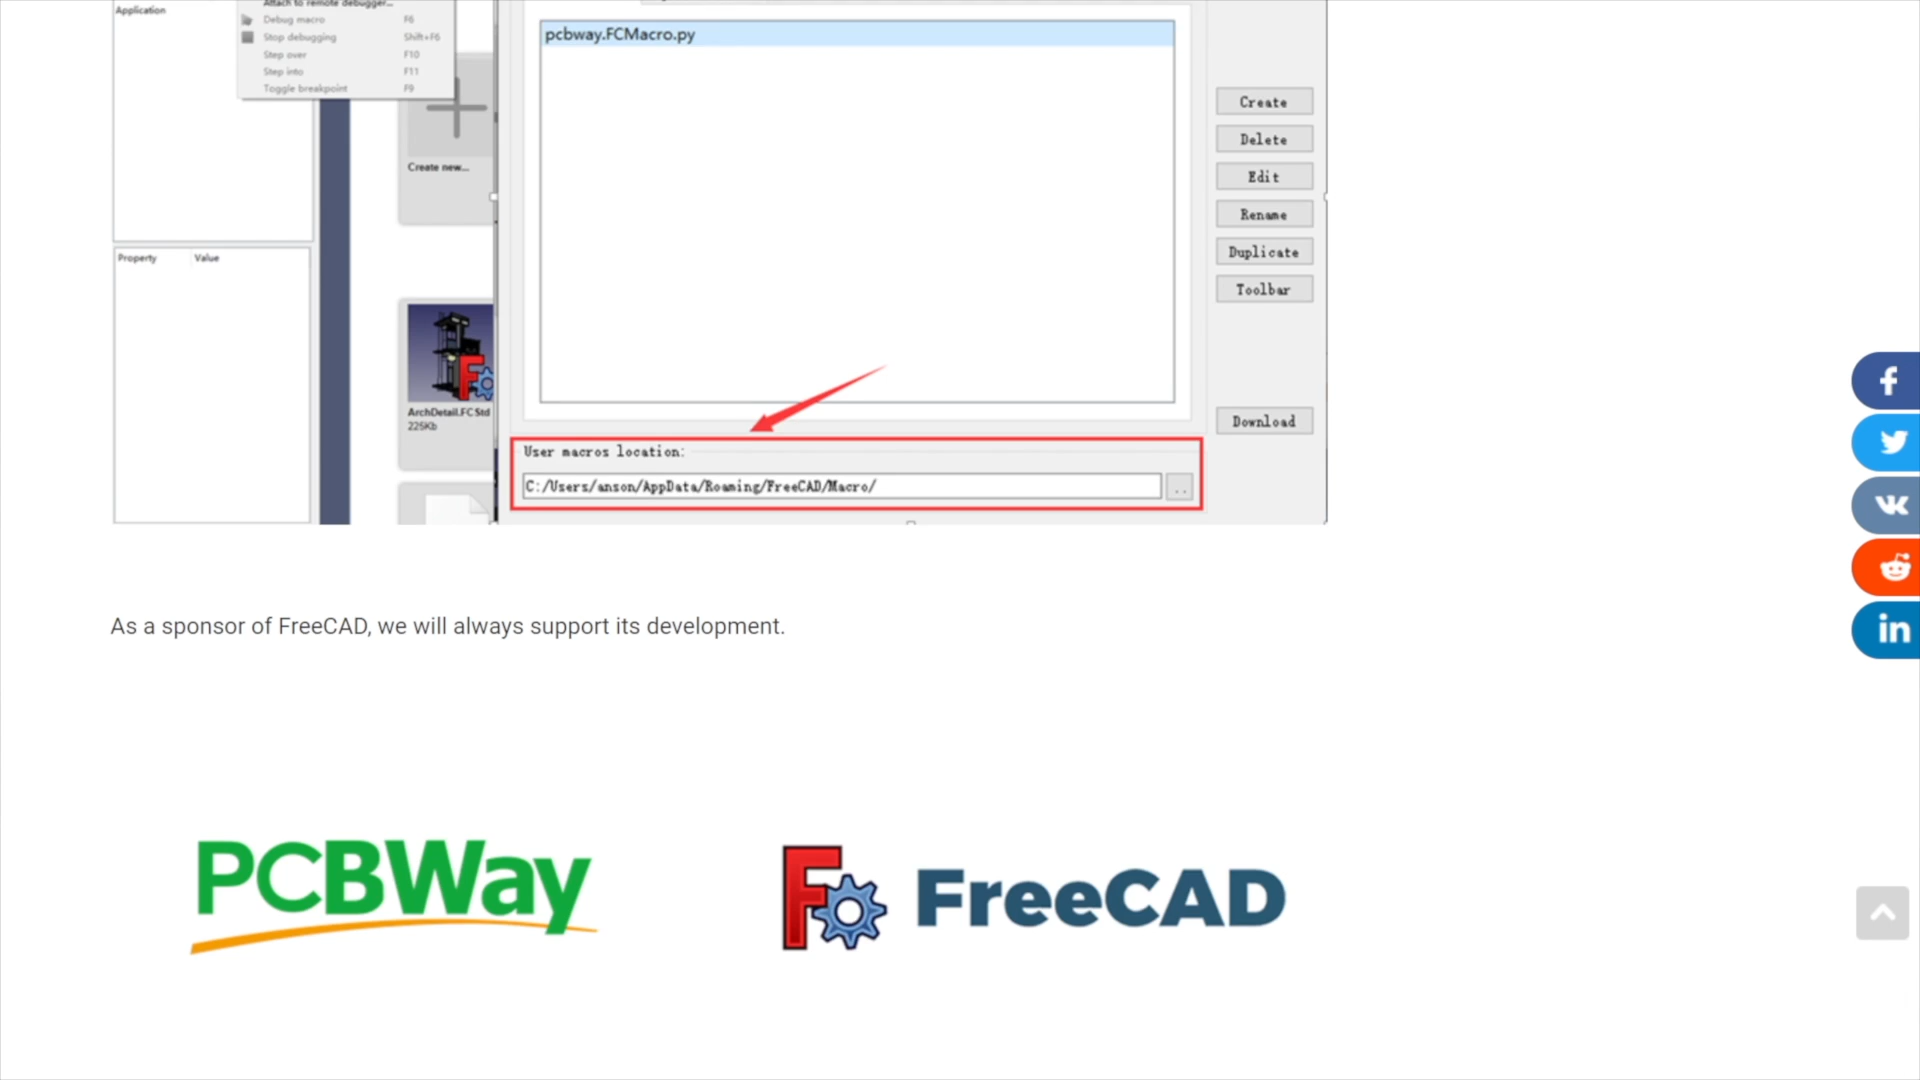 Application
Attach to remote debugger...
Debug macro F6
Stop debugging Shift+F6
Step over F10
Step into F11
Toggle breakpoint F9
Create new...
Property Value
ArchDetail.FCStd
225Kb
pcbway.FCMacro.py
Create
Delete
Edit
Rename
Duplicate
Toolbar
Download
User macros location:
C:/Users/anson/AppData/Roaming/FreeCAD/Macro/
..
As a sponsor of FreeCAD, we will always support its development.
PCBWay
FreeCAD